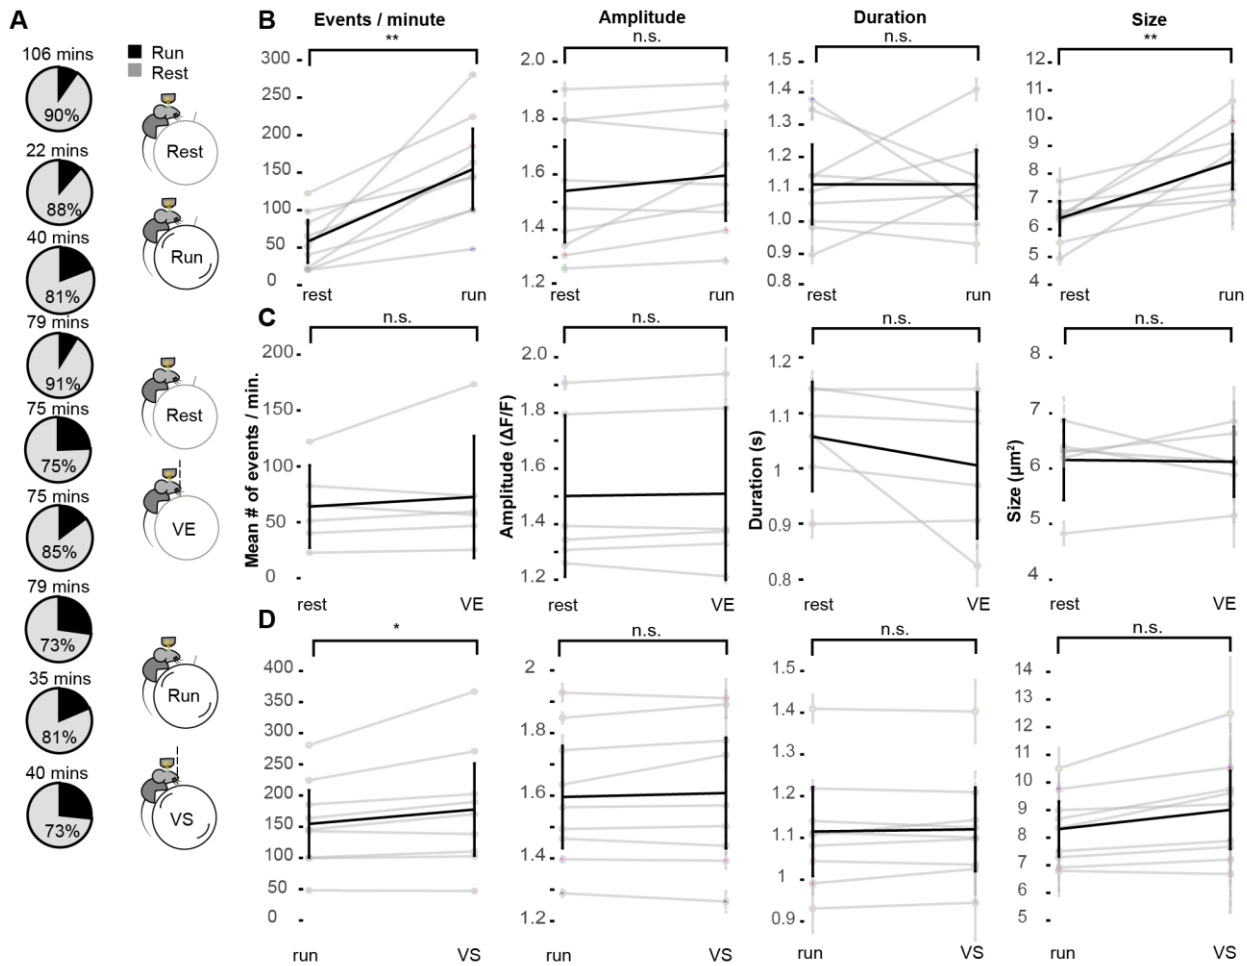 A
106 mins
90%
22 mins
88%
40 mins
81%
79 mins
91%
75 mins
75%
75 mins
85%
79 mins
73%
35 mins
81%
40 mins
73%
Run
Rest
Rest
Run
Rest
VE
Run
VS
B
Events / minute
**
300
250
200
150
100
50
0
rest
run
Amplitude
n.s.
2.0
1.8
1.6
1.4
1.2
rest
run
Duration
n.s.
1.5
1.4
1.3
1.2
1.1
1.0
0.9
0.8
rest
run
Size
**
12
11
10
9
8
7
6
5
4
rest
run
C
n.s.
Mean # of events / min.
200
150
100
50
0
rest
VE
n.s.
Amplitude (ΔF/F)
2.0
1.8
1.6
1.4
1.2
rest
VE
n.s.
Duration (s)
1.2
1.1
1
0.9
0.8
rest
VE
n.s.
Size (μm²)
8
7
6
5
4
rest
VE
D
*
400
350
300
250
200
150
100
50
0
run
VS
n.s.
2
1.8
1.6
1.4
1.2
run
VS
n.s.
1.5
1.4
1.3
1.2
1.1
1
0.9
run
VS
n.s.
14
13
12
11
10
9
8
7
6
5
run
VS